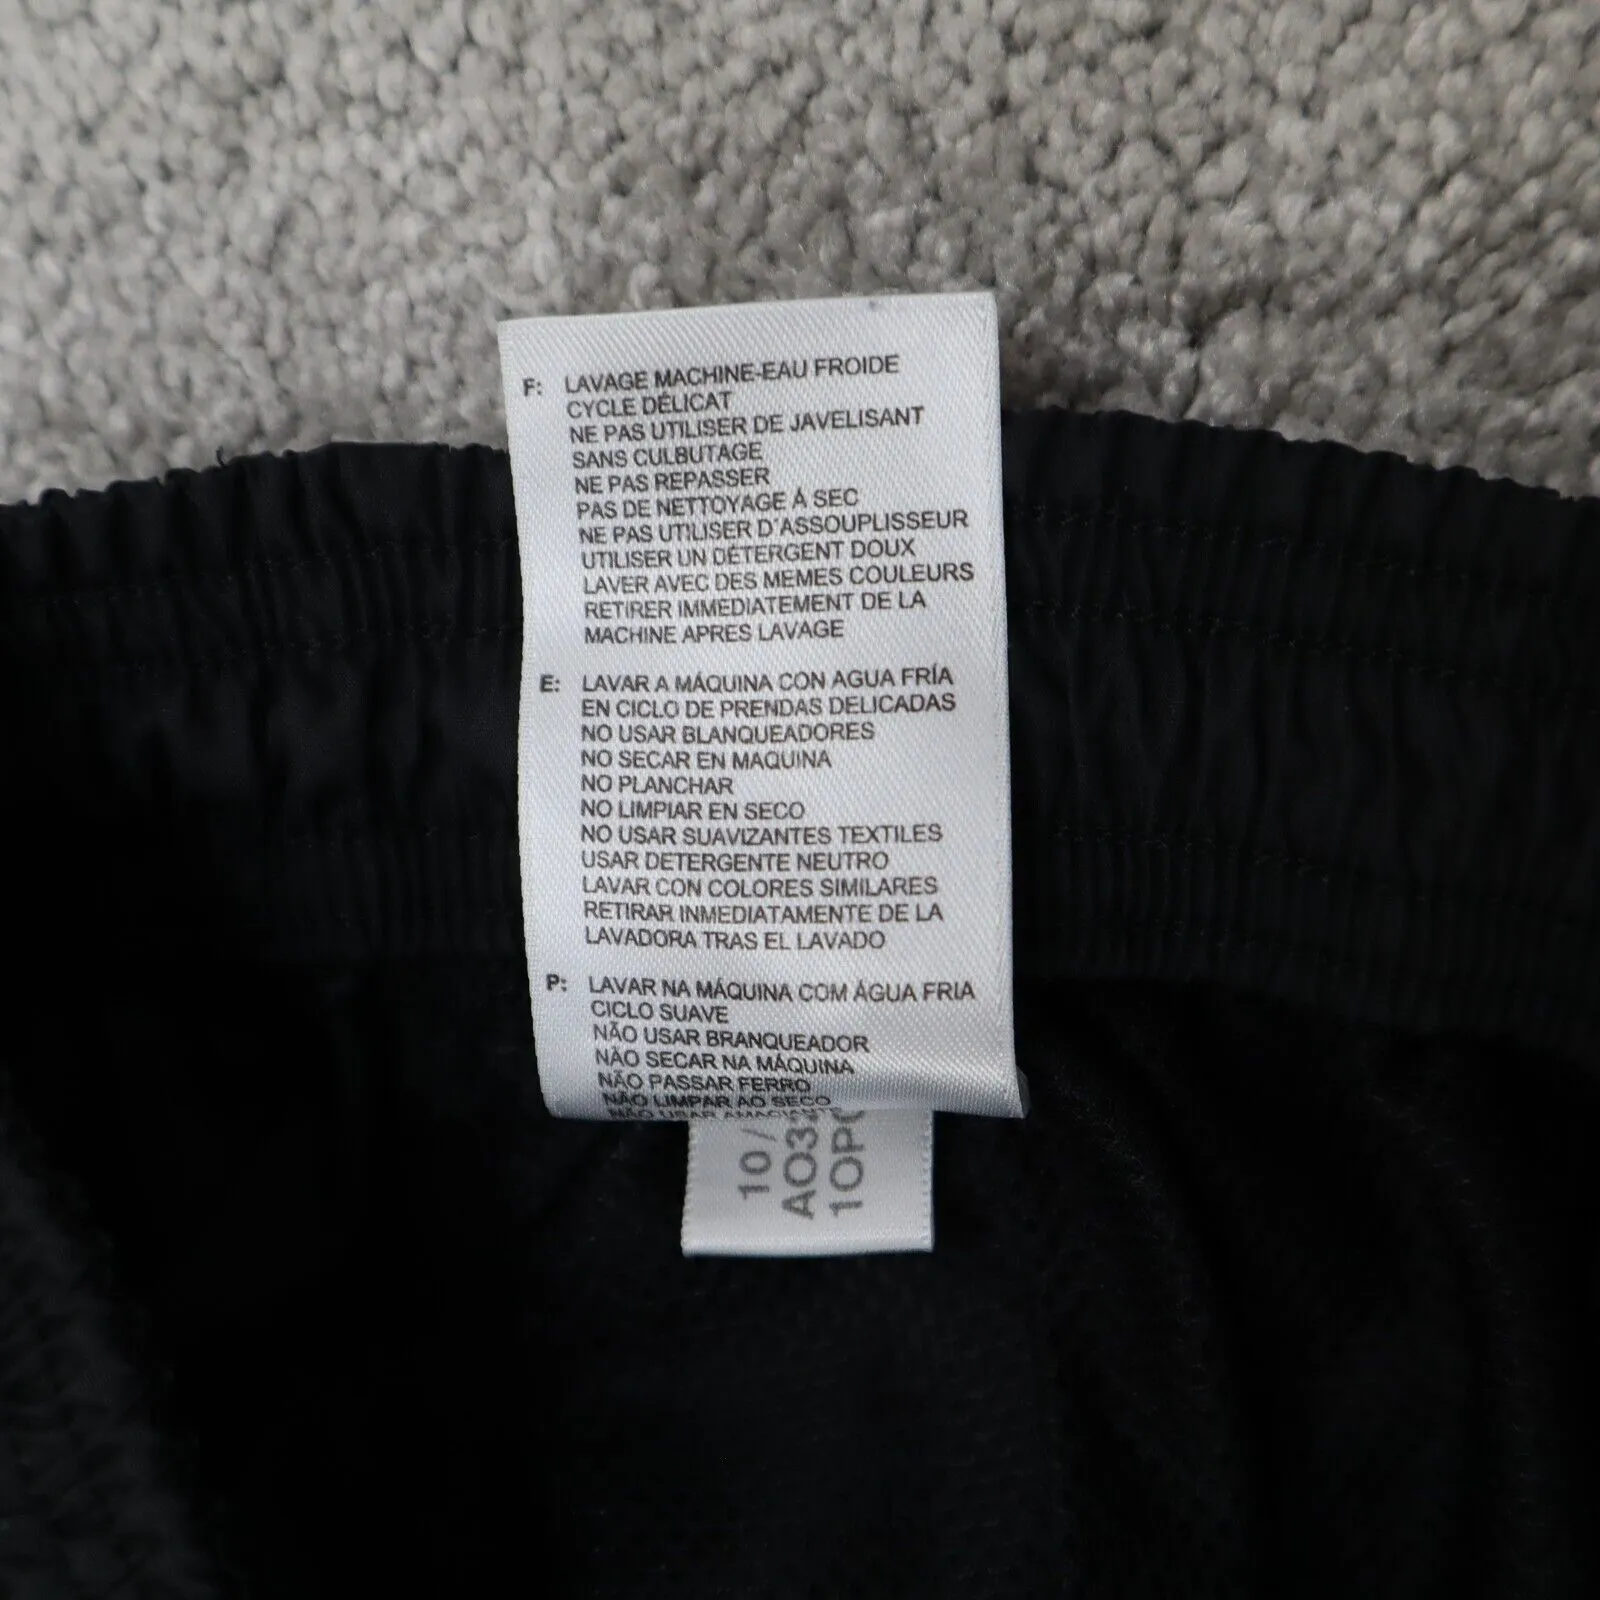 F: LAVAGE MACHINE-EAU FROIDE
CYCLE DÉLICAT
NE PAS UTILISER DE JAVELISANT
SANS CULBUTAGE
NE PAS REPASSER
PAS DE NETTOYAGE À SEC
NE PAS UTILISER D'ASSOUPLISSEUR
UTILISER UN DÉTERGENT DOUX
LAVER AVEC DES MEMES COULEURS
RETIRER IMMEDIATEMENT DE LA
MACHINE APRES LAVAGE
E: LAVAR A MÁQUINA CON AGUA FRÍA
EN CICLO DE PRENDAS DELICADAS
NO USAR BLANQUEADORES
NO SECAR EN MAQUINA
NO PLANCHAR
NO LIMPIAR EN SECO
NO USAR SUAVIZANTES TEXTILES
USAR DETERGENTE NEUTRO
LAVAR CON COLORES SIMILARES
RETIRAR INMEDIATAMENTE DE LA
LAVADORA TRAS EL LAVADO
P: LAVAR NA MÁQUINA COM ÁGUA FRIA
CICLO SUAVE
NÃO USAR BRANQUEADOR
NÃO SECAR NA MÁQUINA
NÃO PASSAR FERRO
NÃO LIMPAR AO SECO
NÃO USAR
10 /
AO32
1OP